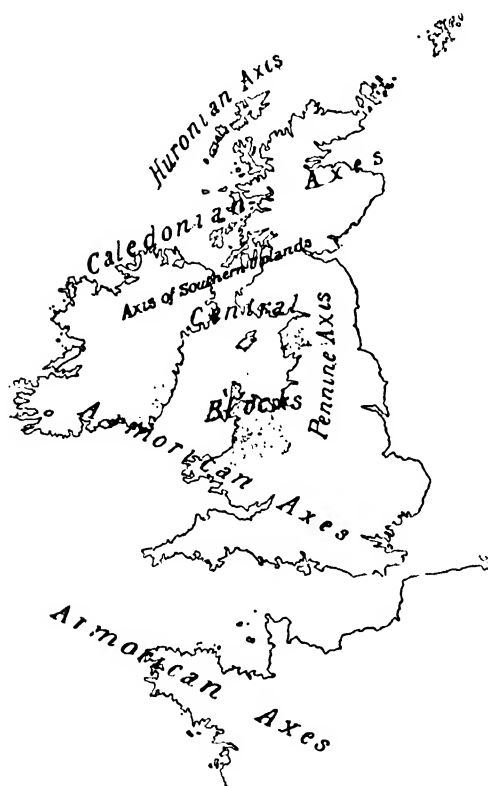 Huronian Axis
Caledonian Axes
Axis of Southern Uplands
Central
Pennine Axis
Blocks
Armorican Axes
Armorican Axes